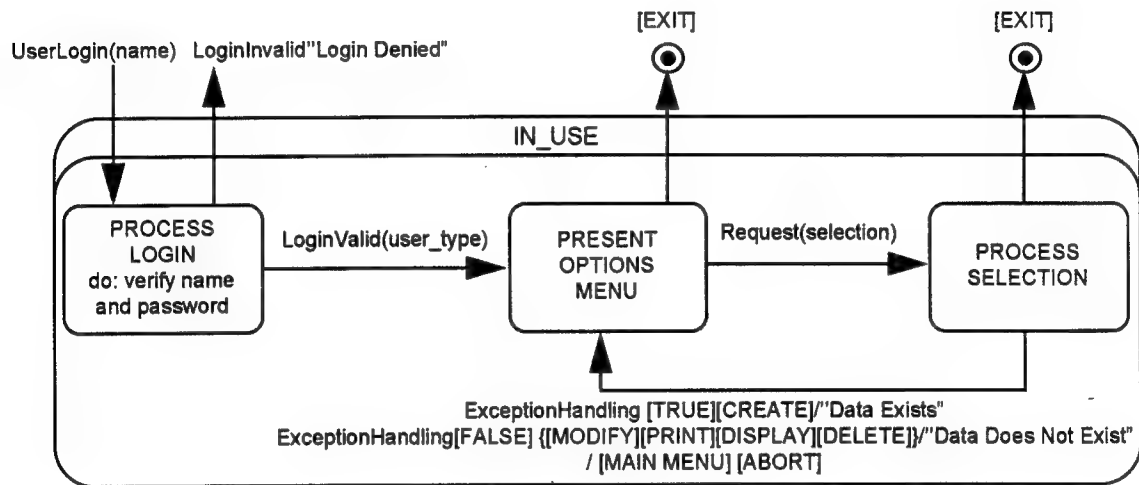 [EXIT]
[EXIT]
UserLogin(name)
LoginInvalid"Login Denied"
IN_USE
PROCESS
LOGIN
do: verify name
and password
LoginValid(user_type)
PRESENT
OPTIONS
MENU
Request(selection)
PROCESS
SELECTION
ExceptionHandling [TRUE][CREATE]/"Data Exists"
ExceptionHandling[FALSE] {[MODIFY][PRINT][DISPLAY][DELETE]}/"Data Does Not Exist"
/ [MAIN MENU] [ABORT]